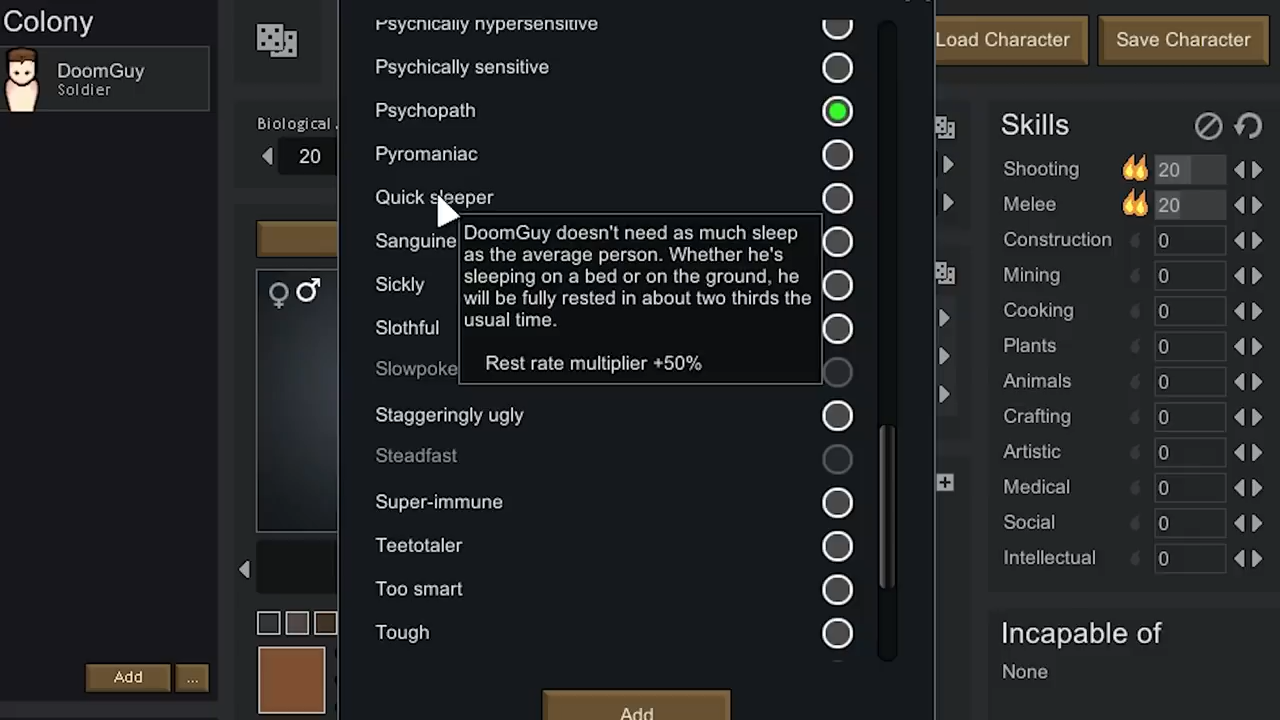 Colony
DoomGuy
Soldier
Add
...
Biological
20
Psychically hypersensitive
Psychically sensitive
Psychopath
Pyromaniac
Quick sleeper
Sanguine
Sickly
Slothful
Slowpoke
Staggeringly ugly
Steadfast
Super-immune
Teetotaler
Too smart
Tough
DoomGuy doesn't need as much sleep
as the average person. Whether he's
sleeping on a bed or on the ground, he
will be fully rested in about two thirds the
usual time.
Rest rate multiplier +50%
Add
Load Character
Save Character
Skills
Shooting 20
Melee 20
Construction 0
Mining 0
Cooking 0
Plants 0
Animals 0
Crafting 0
Artistic 0
Medical 0
Social 0
Intellectual 0
Incapable of
None